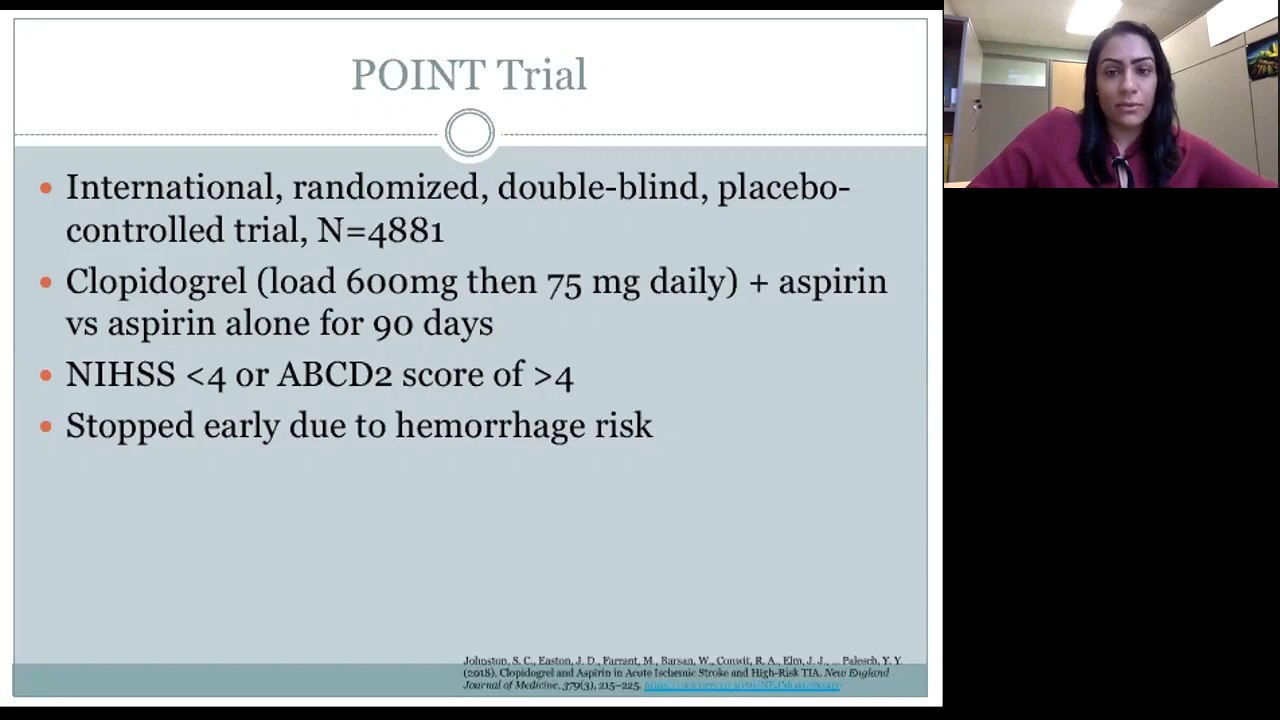 POINT Trial
• International, randomized, double-blind, placebo-
controlled trial, N=4881
• Clopidogrel (load 600mg then 75 mg daily) + aspirin
vs aspirin alone for 90 days
• NIHSS <4 or ABCD2 score of >4
• Stopped early due to hemorrhage risk
Johnston, S. C., Easton, J. D., Farrant, M., Barsan, W., Conwit, R. A., Elm, J. J., ... Palesch, Y. Y.
(2018). Clopidogrel and Aspirin in Acute Ischemic Stroke and High-Risk TIA. New England
Journal of Medicine, 379(3), 215–225.